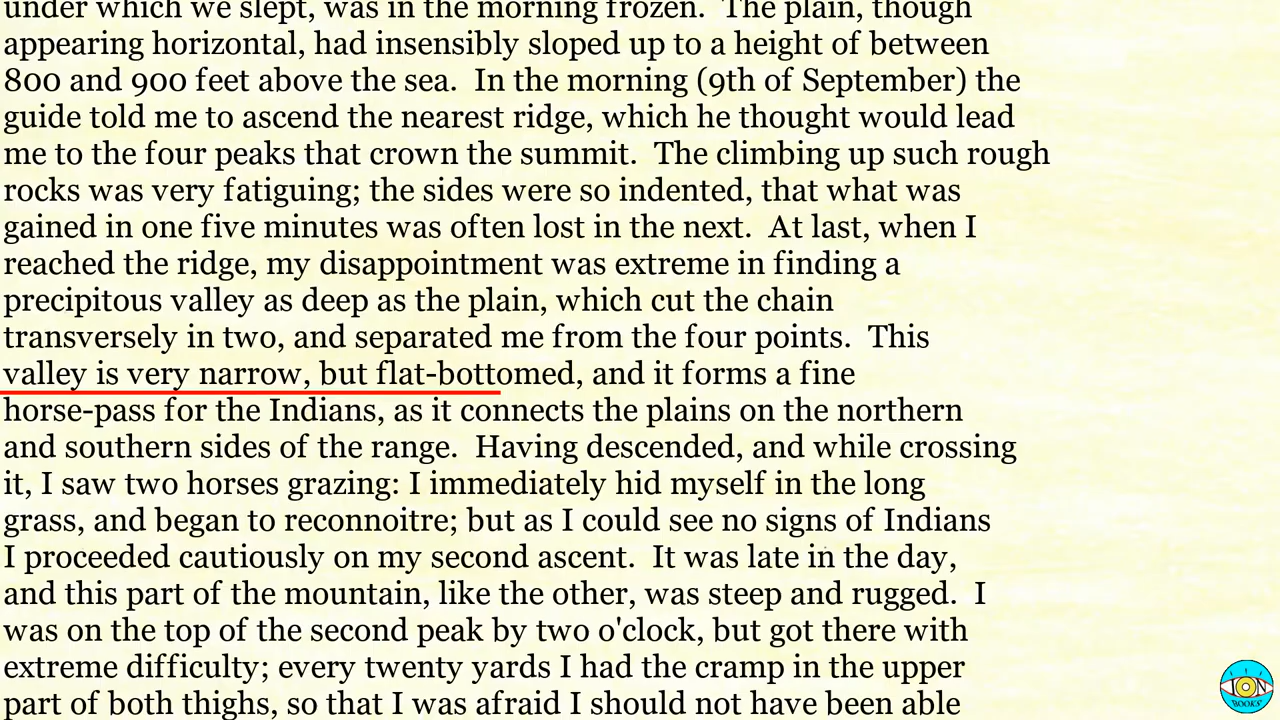 under which we slept, was in the morning frozen. The plain, though
appearing horizontal, had insensibly sloped up to a height of between
800 and 900 feet above the sea. In the morning (9th of September) the
guide told me to ascend the nearest ridge, which he thought would lead
me to the four peaks that crown the summit. The climbing up such rough
rocks was very fatiguing; the sides were so indented, that what was
gained in one five minutes was often lost in the next. At last, when I
reached the ridge, my disappointment was extreme in finding a
precipitous valley as deep as the plain, which cut the chain
transversely in two, and separated me from the four points. This
valley is very narrow, but flat-bottomed, and it forms a fine
horse-pass for the Indians, as it connects the plains on the northern
and southern sides of the range. Having descended, and while crossing
it, I saw two horses grazing: I immediately hid myself in the long
grass, and began to reconnoitre; but as I could see no signs of Indians
I proceeded cautiously on my second ascent. It was late in the day,
and this part of the mountain, like the other, was steep and rugged. I
was on the top of the second peak by two o'clock, but got there with
extreme difficulty; every twenty yards I had the cramp in the upper
part of both thighs, so that I was afraid I should not have been able
ION
BOOKS